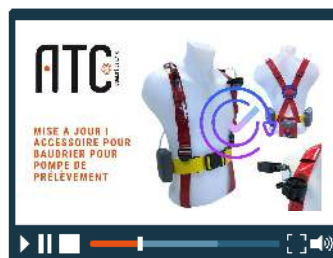 ATC
MISE A JOUR !
ACCESSOIRE POUR
BAUDRIER POUR
POMPE DE
PRÉLÈVEMENT